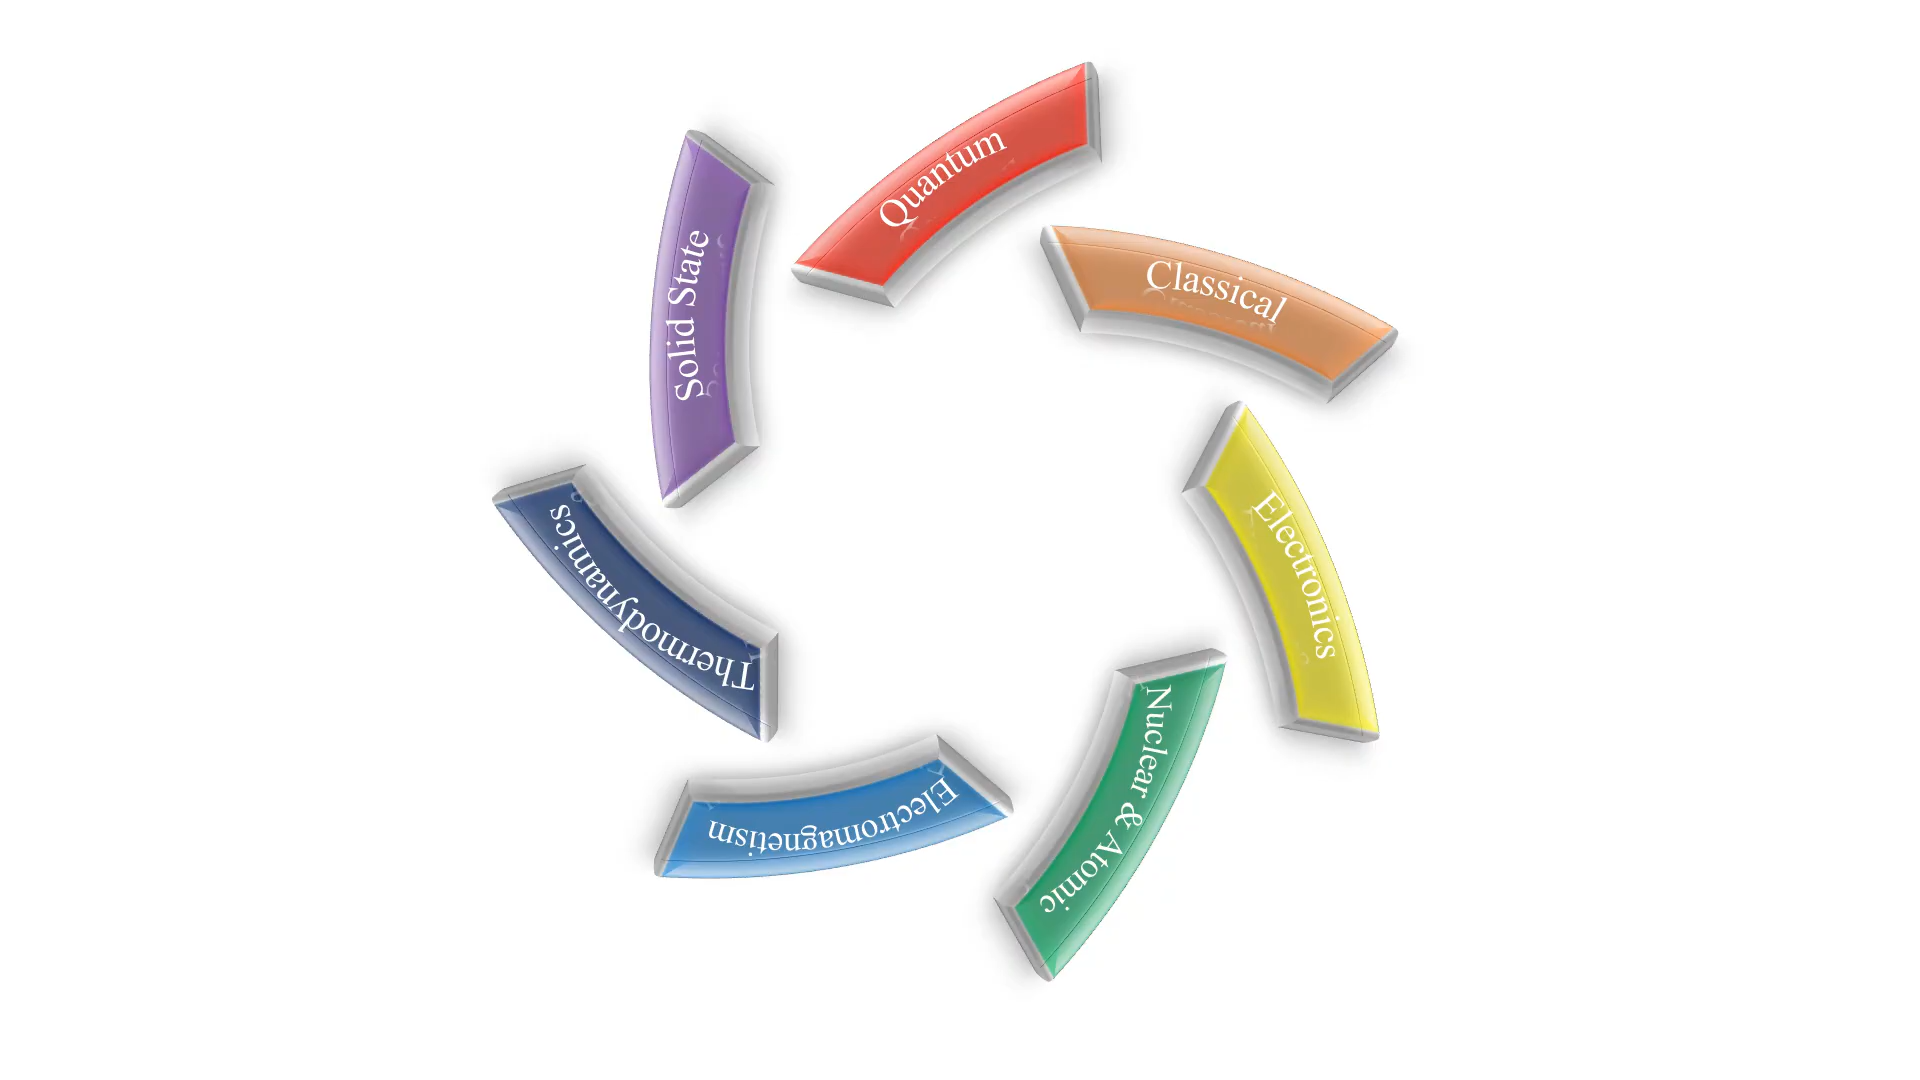 Quantum
Classical
Electronics
Nuclear & Atomic
Electromagnetism
Thermodynamics
Solid State